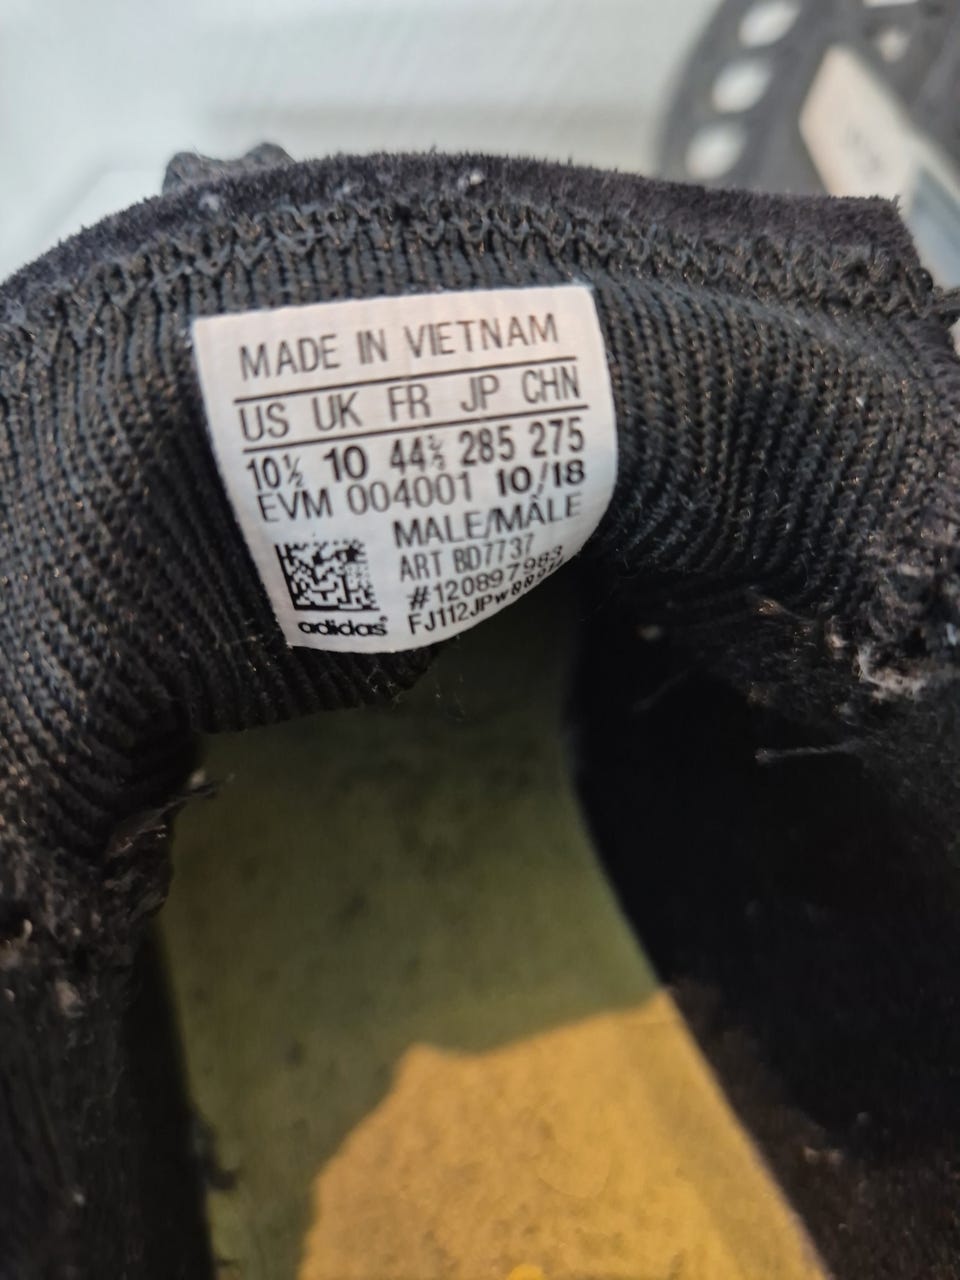 MADE IN VIETNAM
US UK FR JP CHN
10½ 10 44⅔ 285 275
EVM 004001 10/18
MALE/MÂLE
ART BD7737
#120897983
adidas®